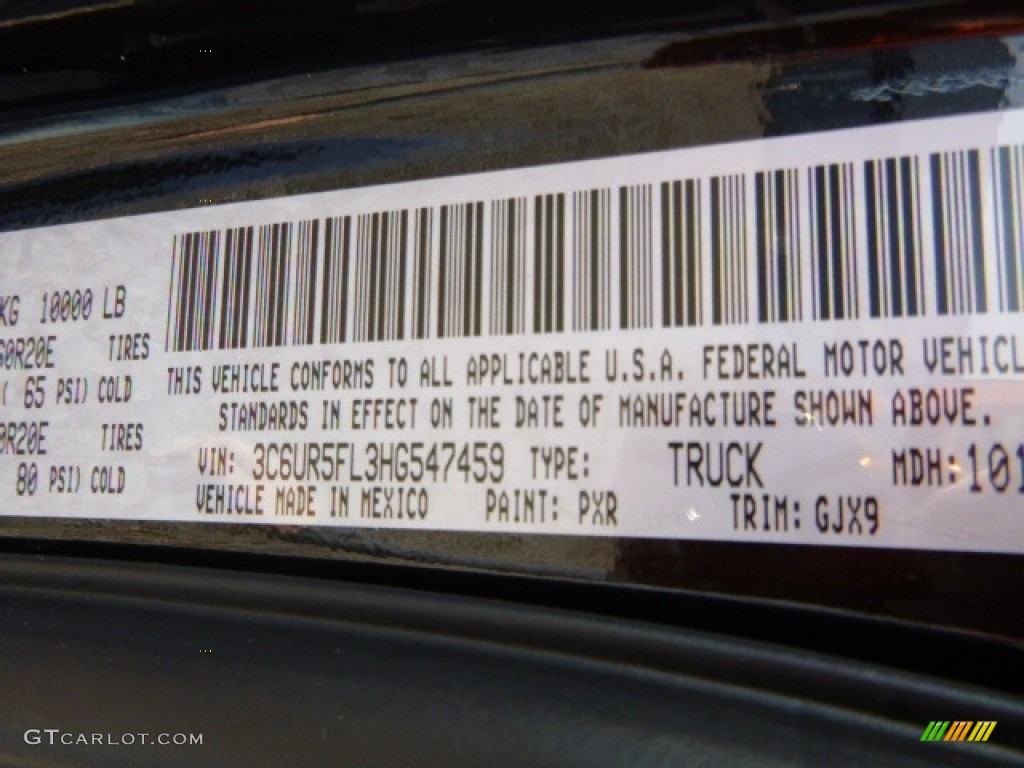 KG 10000 LB
60R20E TIRES
( 65 PSI) COLD
0R20E TIRES
80 PSI) COLD
THIS VEHICLE CONFORMS TO ALL APPLICABLE U.S.A. FEDERAL MOTOR VEHICL
STANDARDS IN EFFECT ON THE DATE OF MANUFACTURE SHOWN ABOVE.
VIN: 3C6UR5FL3HG547459 TYPE: TRUCK MDH:101
VEHICLE MADE IN MEXICO PAINT: PXR TRIM: GJX9
GTCARLOT.COM